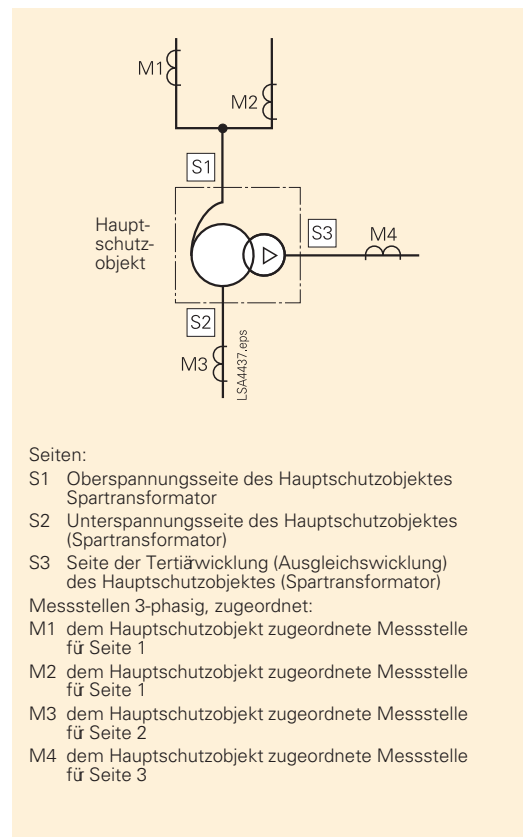 M1
M2
S1
Haupt-
schutz-
objekt
S3
M4
S2
M3
LSA4437.eps
Seiten:
S1 Oberspannungsseite des Hauptschutzobjektes
Spartransformator
S2 Unterspannungsseite des Hauptschutzobjektes
(Spartransformator)
S3 Seite der Tertiärwicklung (Ausgleichswicklung)
des Hauptschutzobjektes (Spartransformator)
Messstellen 3-phasig, zugeordnet:
M1 dem Hauptschutzobjekt zugeordnete Messstelle
für Seite 1
M2 dem Hauptschutzobjekt zugeordnete Messstelle
für Seite 1
M3 dem Hauptschutzobjekt zugeordnete Messstelle
für Seite 2
M4 dem Hauptschutzobjekt zugeordnete Messstelle
für Seite 3